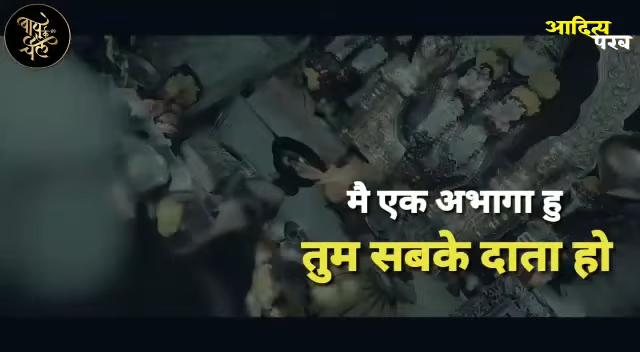 आदित्य
परब
मै एक अभागा हु
तुम सबके दाता हो